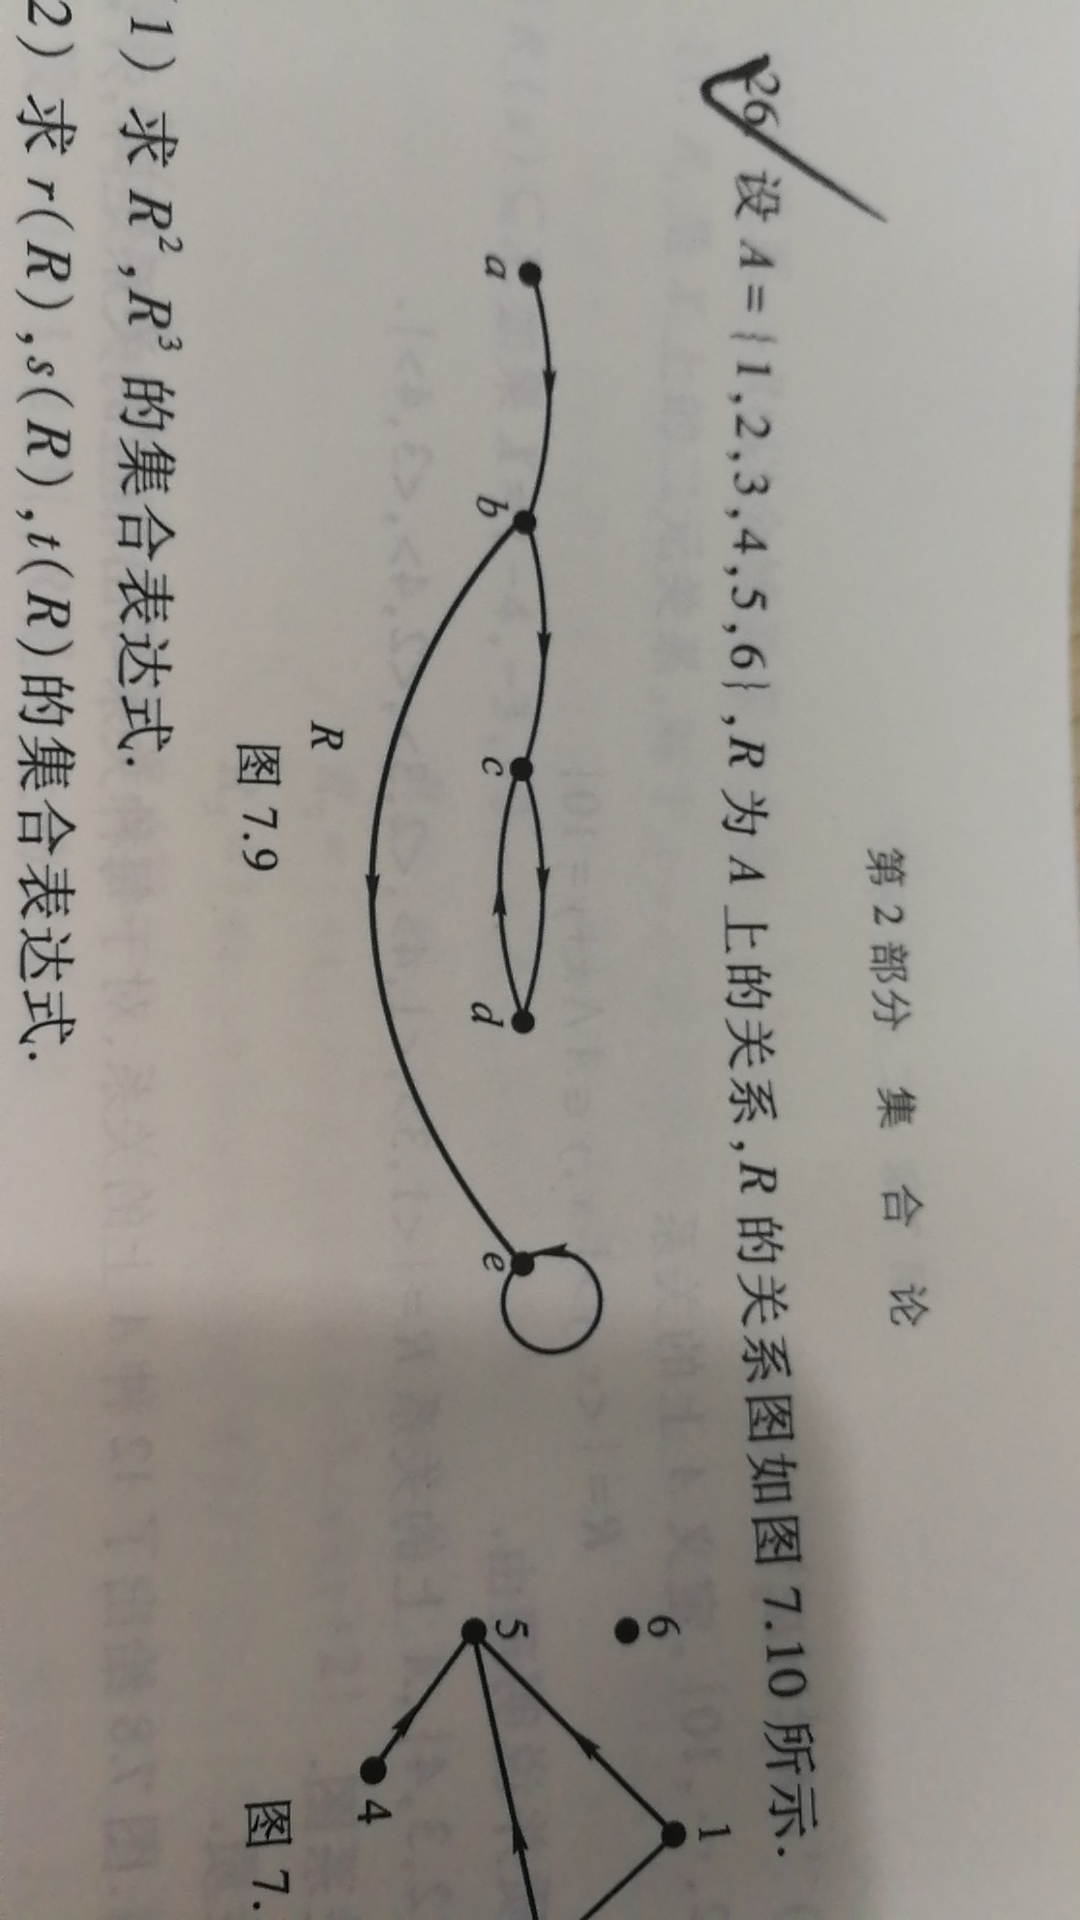 第 2 部分 集 合 论
26 设 A={1,2,3,4,5,6},R 为 A 上的关系,R 的关系图如图 7.10 所示.
a
b
c
d
e
R
图 7.9
6
1
5
4
图 7.
1) 求 R²,R³ 的集合表达式.
2) 求 r(R),s(R),t(R) 的集合表达式.